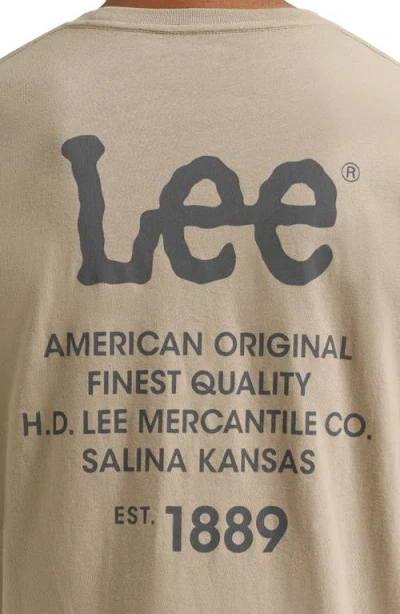 Lee®
AMERICAN ORIGINAL
FINEST QUALITY
H.D. LEE MERCANTILE CO.
SALINA KANSAS
EST. 1889